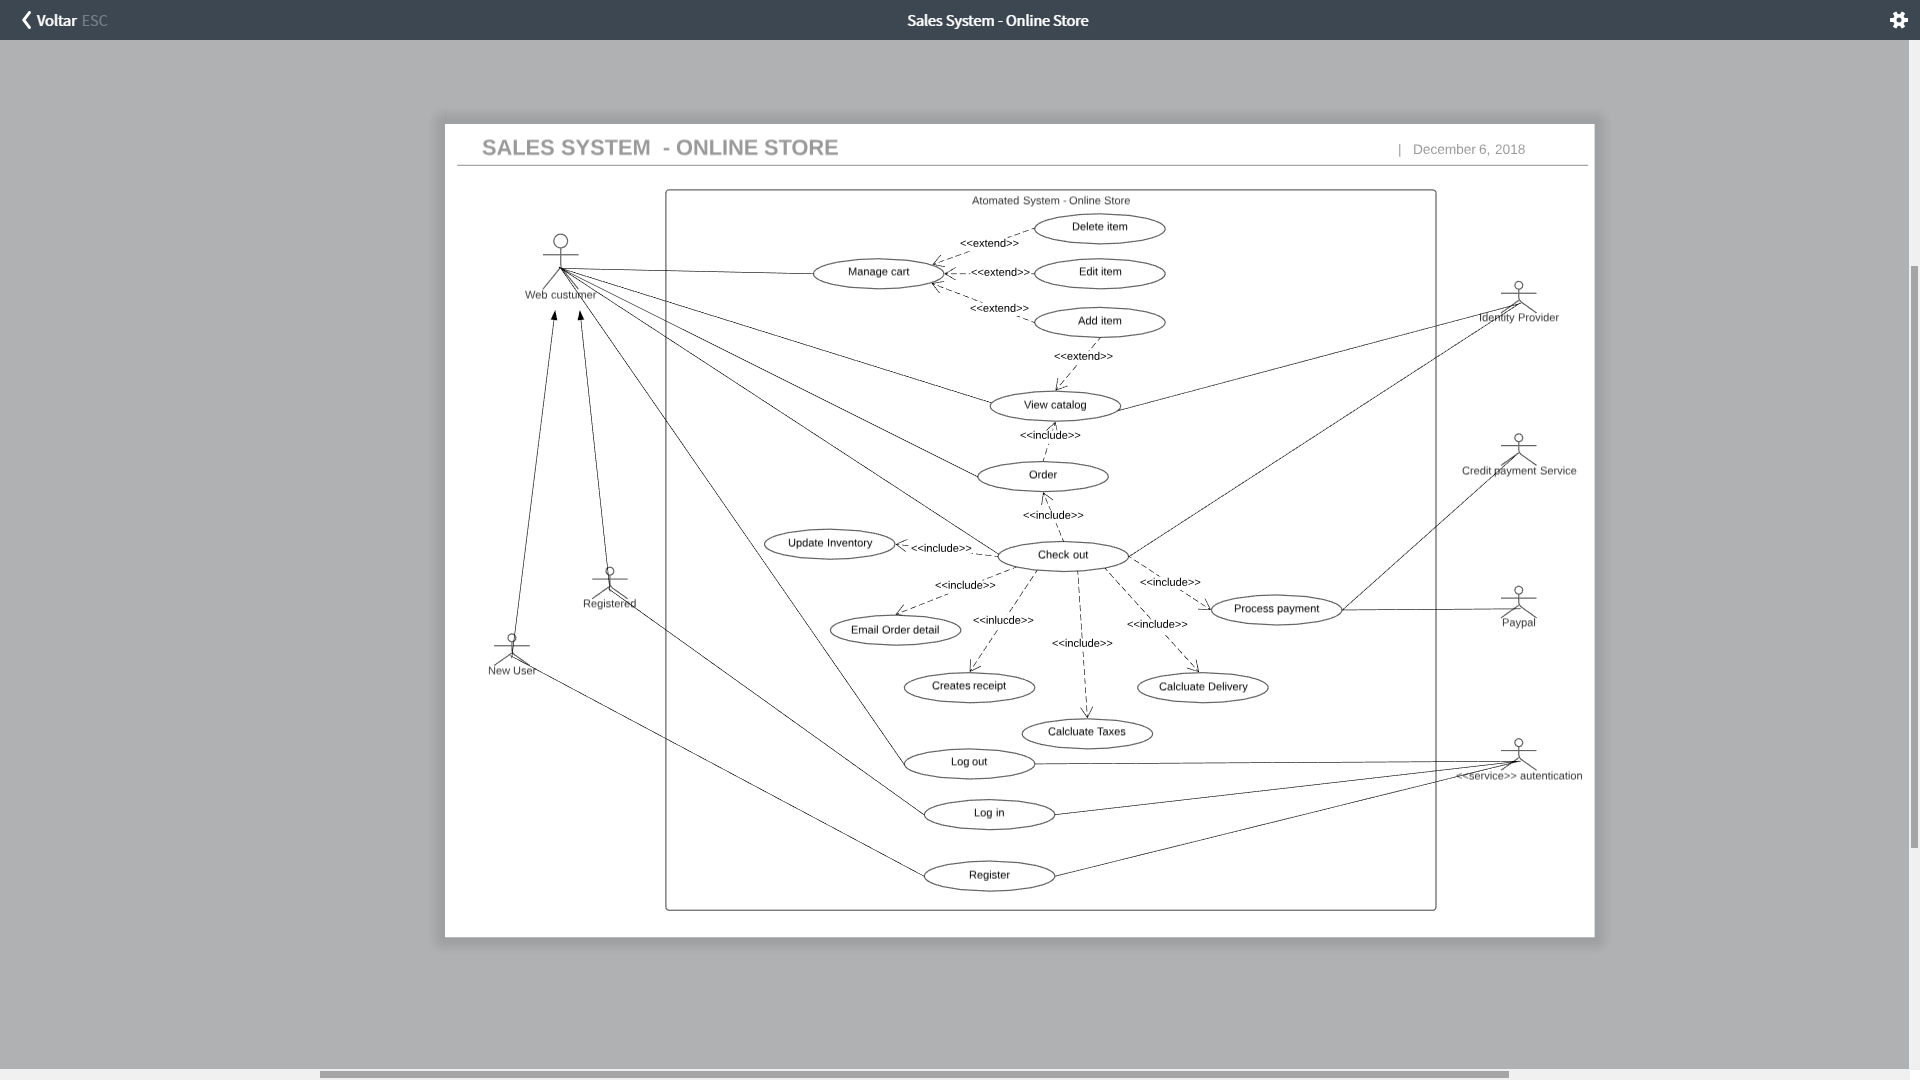 Voltar ESC
Sales System - Online Store
SALES SYSTEM - ONLINE STORE
| December 6, 2018
Atomated System - Online Store
Delete item
<<extend>>
Manage cart
<<extend>>
Edit item
Web custumer
<<extend>>
Add item
Identity Provider
<<extend>>
View catalog
<<include>>
Order
Credit payment Service
<<include>>
Update Inventory
<<include>>
Check out
<<include>>
<<include>>
Registered
Process payment
<<inlucde>>
<<include>>
Paypal
Email Order detail
<<include>>
New User
Creates receipt
Calcluate Delivery
Calcluate Taxes
Log out
<<service>> autentication
Log in
Register